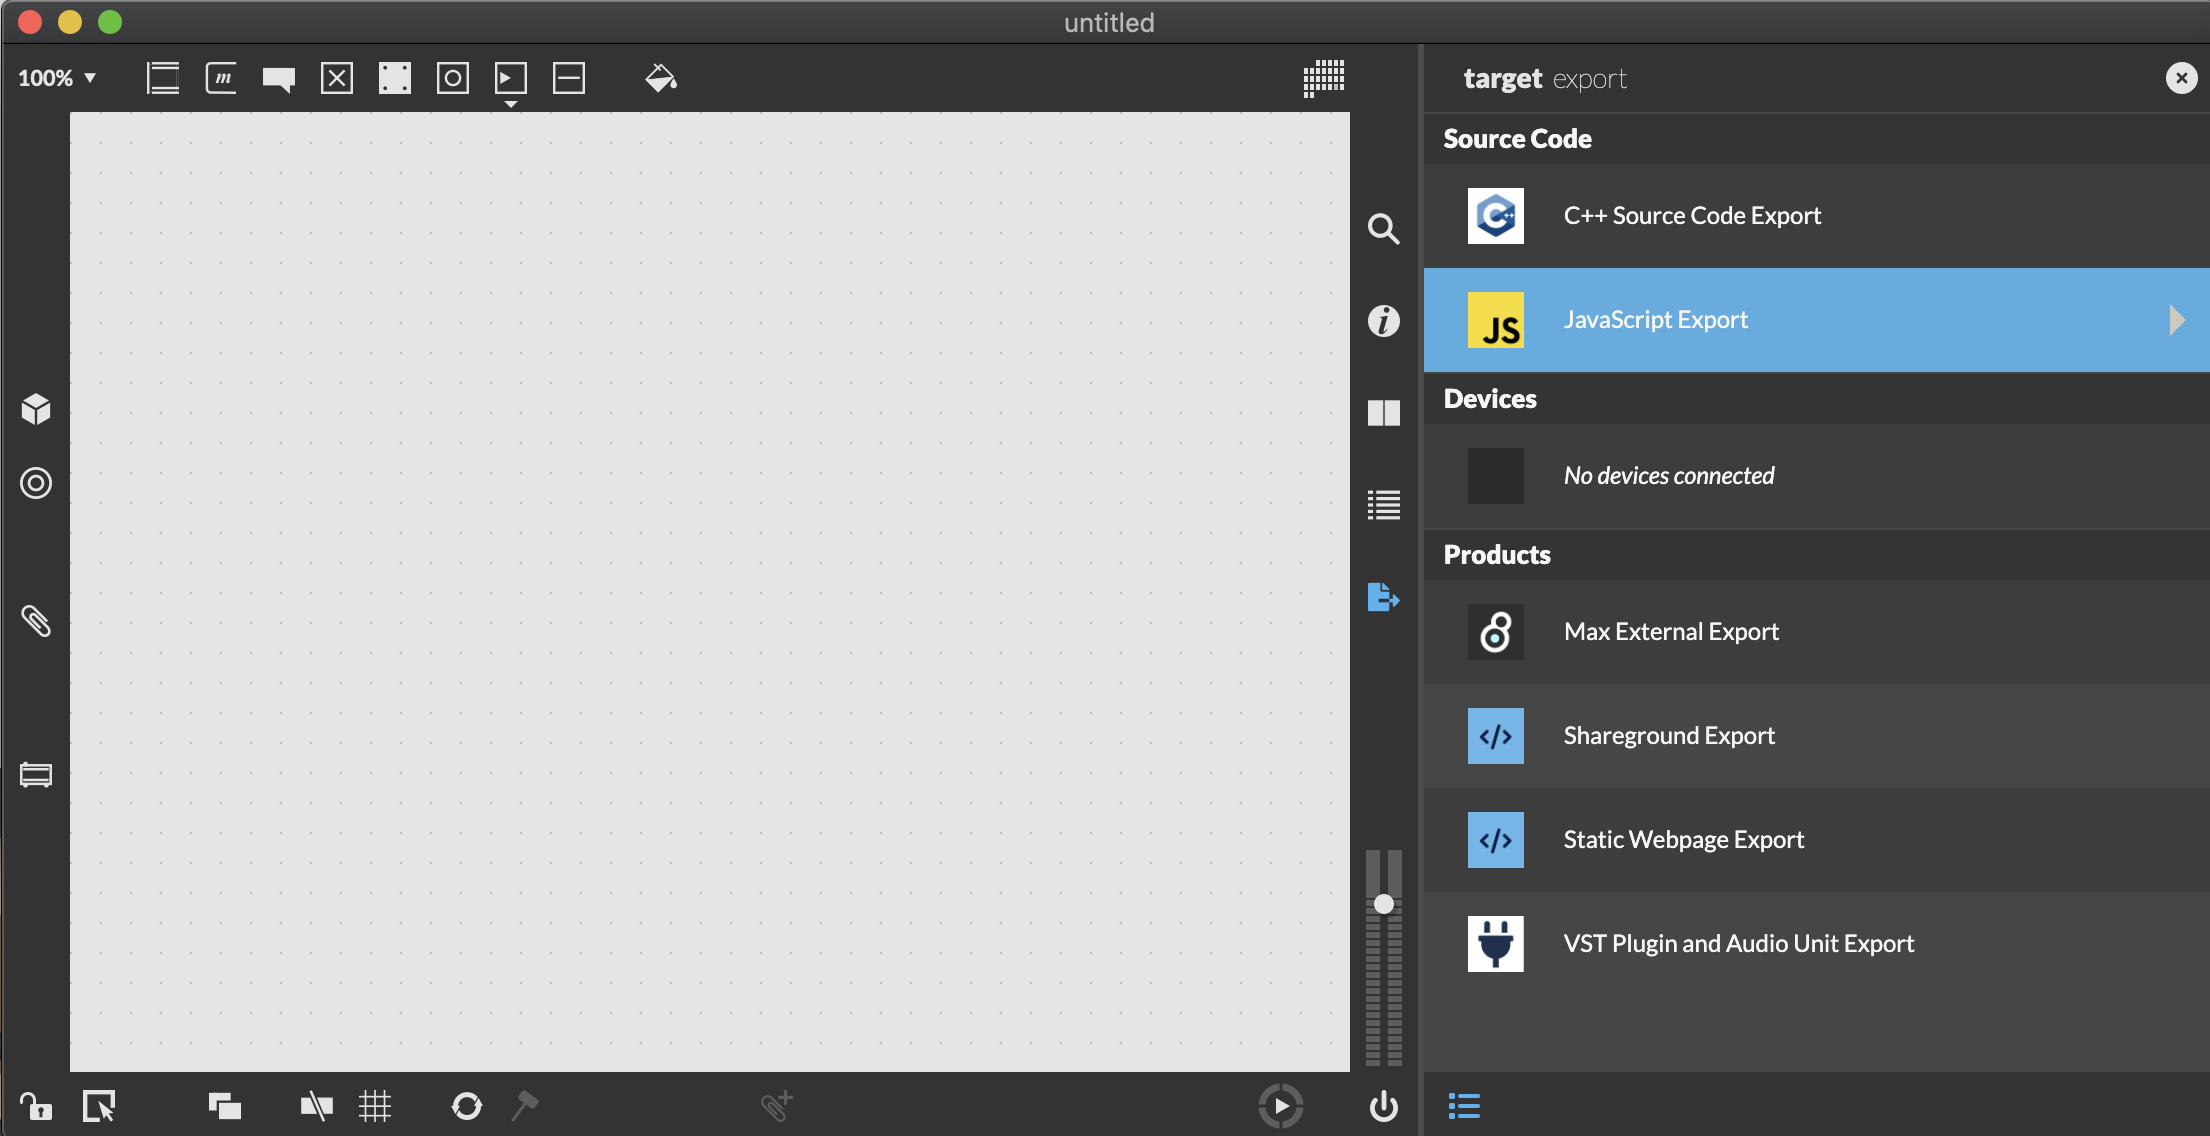 untitled
100%
m
target export
Source Code
C++ Source Code Export
JS
JavaScript Export
Devices
No devices connected
Products
Max External Export
</>
Shareground Export
</>
Static Webpage Export
VST Plugin and Audio Unit Export